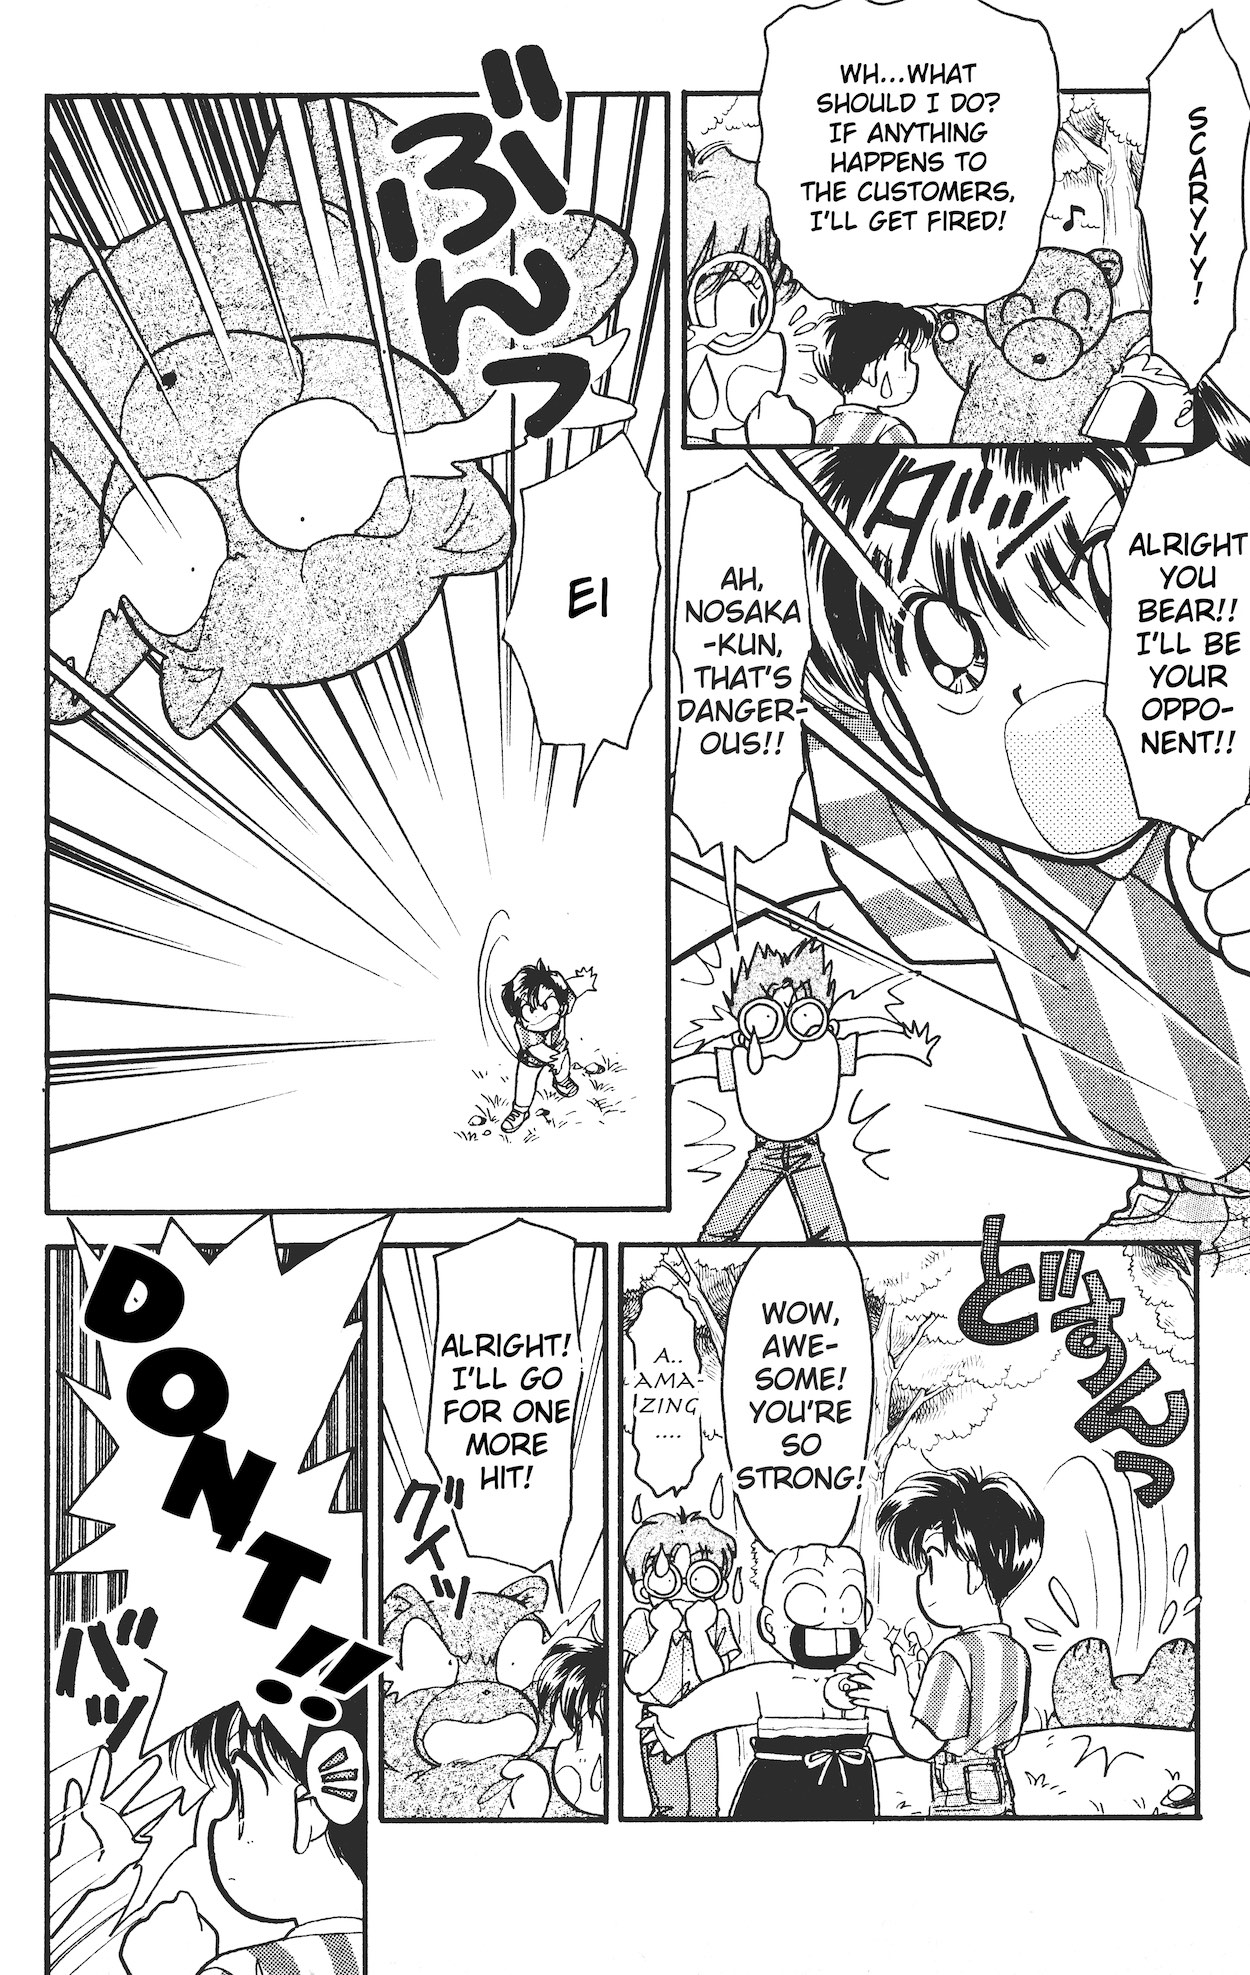 S
C
A
R
Y
Y
Y
!
WH...WHAT
SHOULD I DO?
IF ANYTHING
HAPPENS TO
THE CUSTOMERS,
I'LL GET FIRED!
♪
ALRIGHT
YOU
BEAR!!
I'LL BE
YOUR
OPPO-
NENT!!
ダッ
AH,
NOSAKA
-KUN,
THAT'S
DANGER-
OUS!!
ぶんっ
EI
どすんっ
WOW,
AWE-
SOME!
YOU'RE
SO
STRONG!
A..
AMA-
ZING
....
ALRIGHT!
I'LL GO
FOR ONE
MORE
HIT!
グイッ
DONT!!
バッ